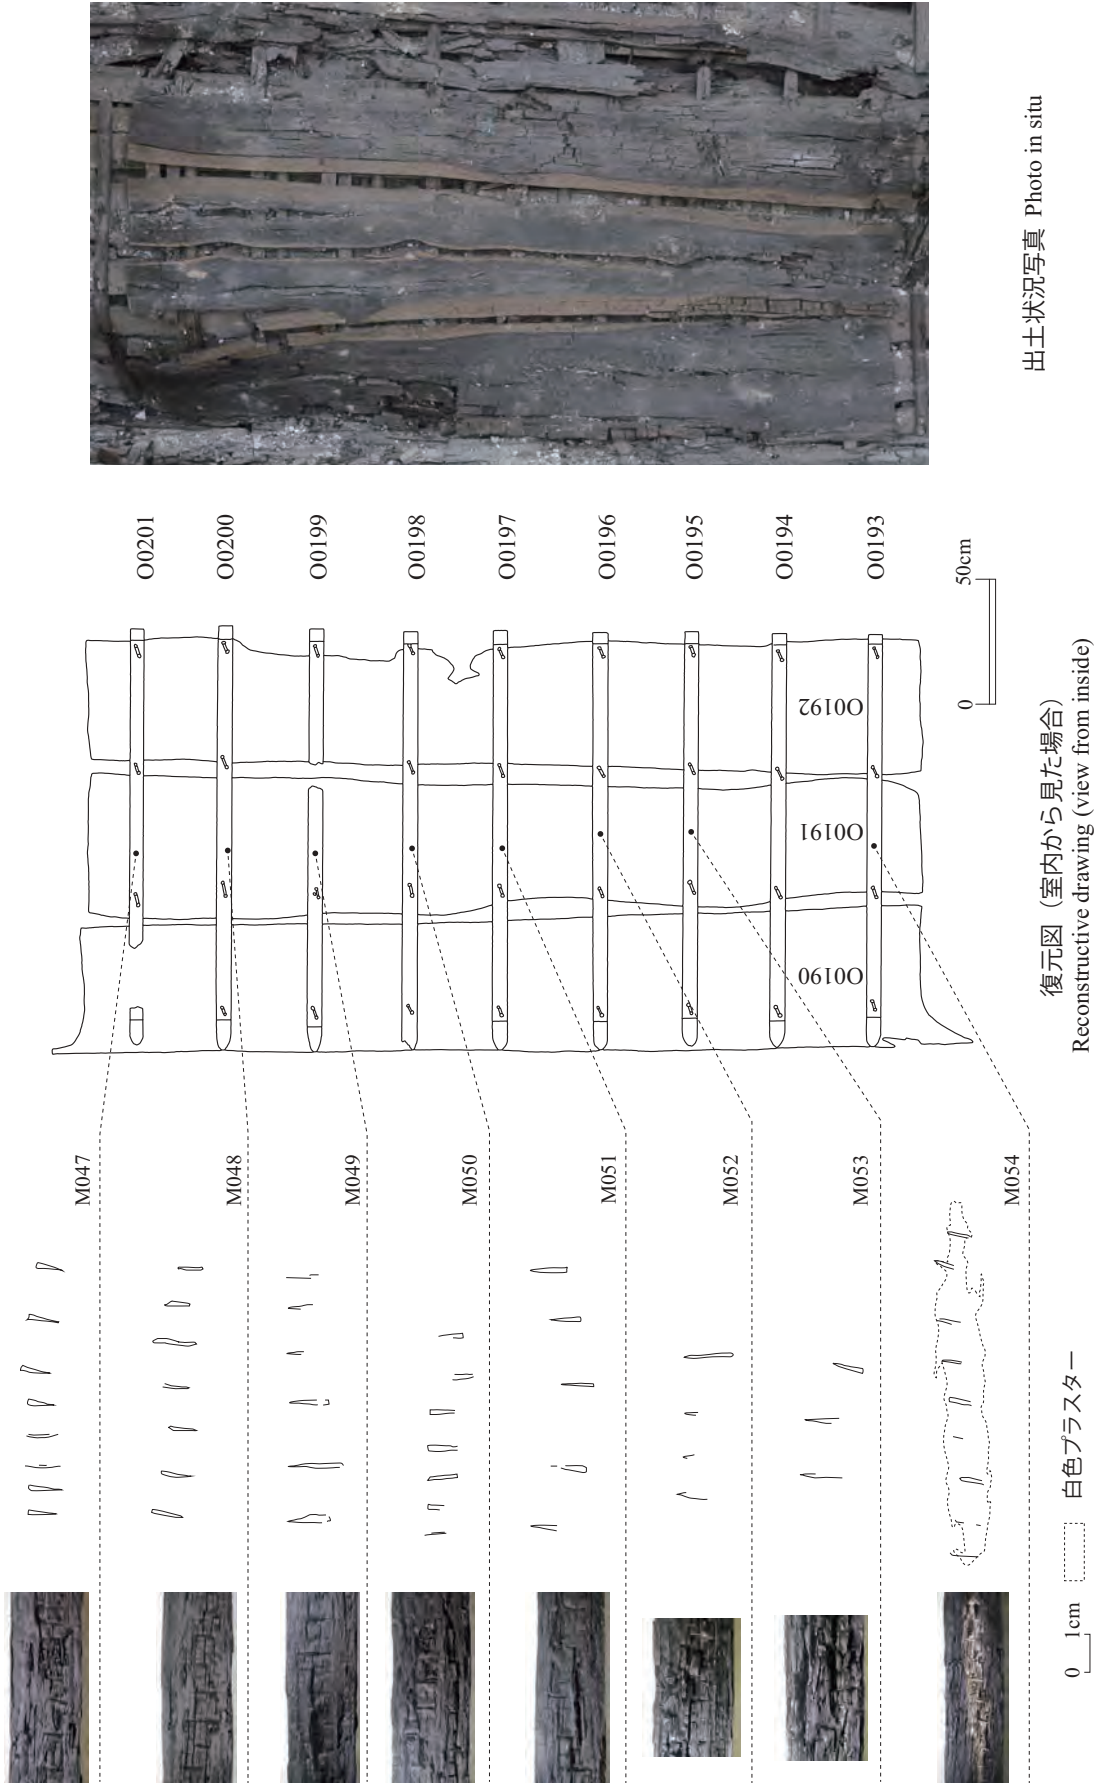 出土状況写真 Photo in situ
O0201
O0200
O0199
O0198
O0197
O0196
O0195
O0194
O0193
O0192
O0191
O0190
0 50cm
復元図（室内から見た場合）
Reconstructive drawing (view from inside)
M047
M048
M049
M050
M051
M052
M053
M054
0 1cm
白色プラスター